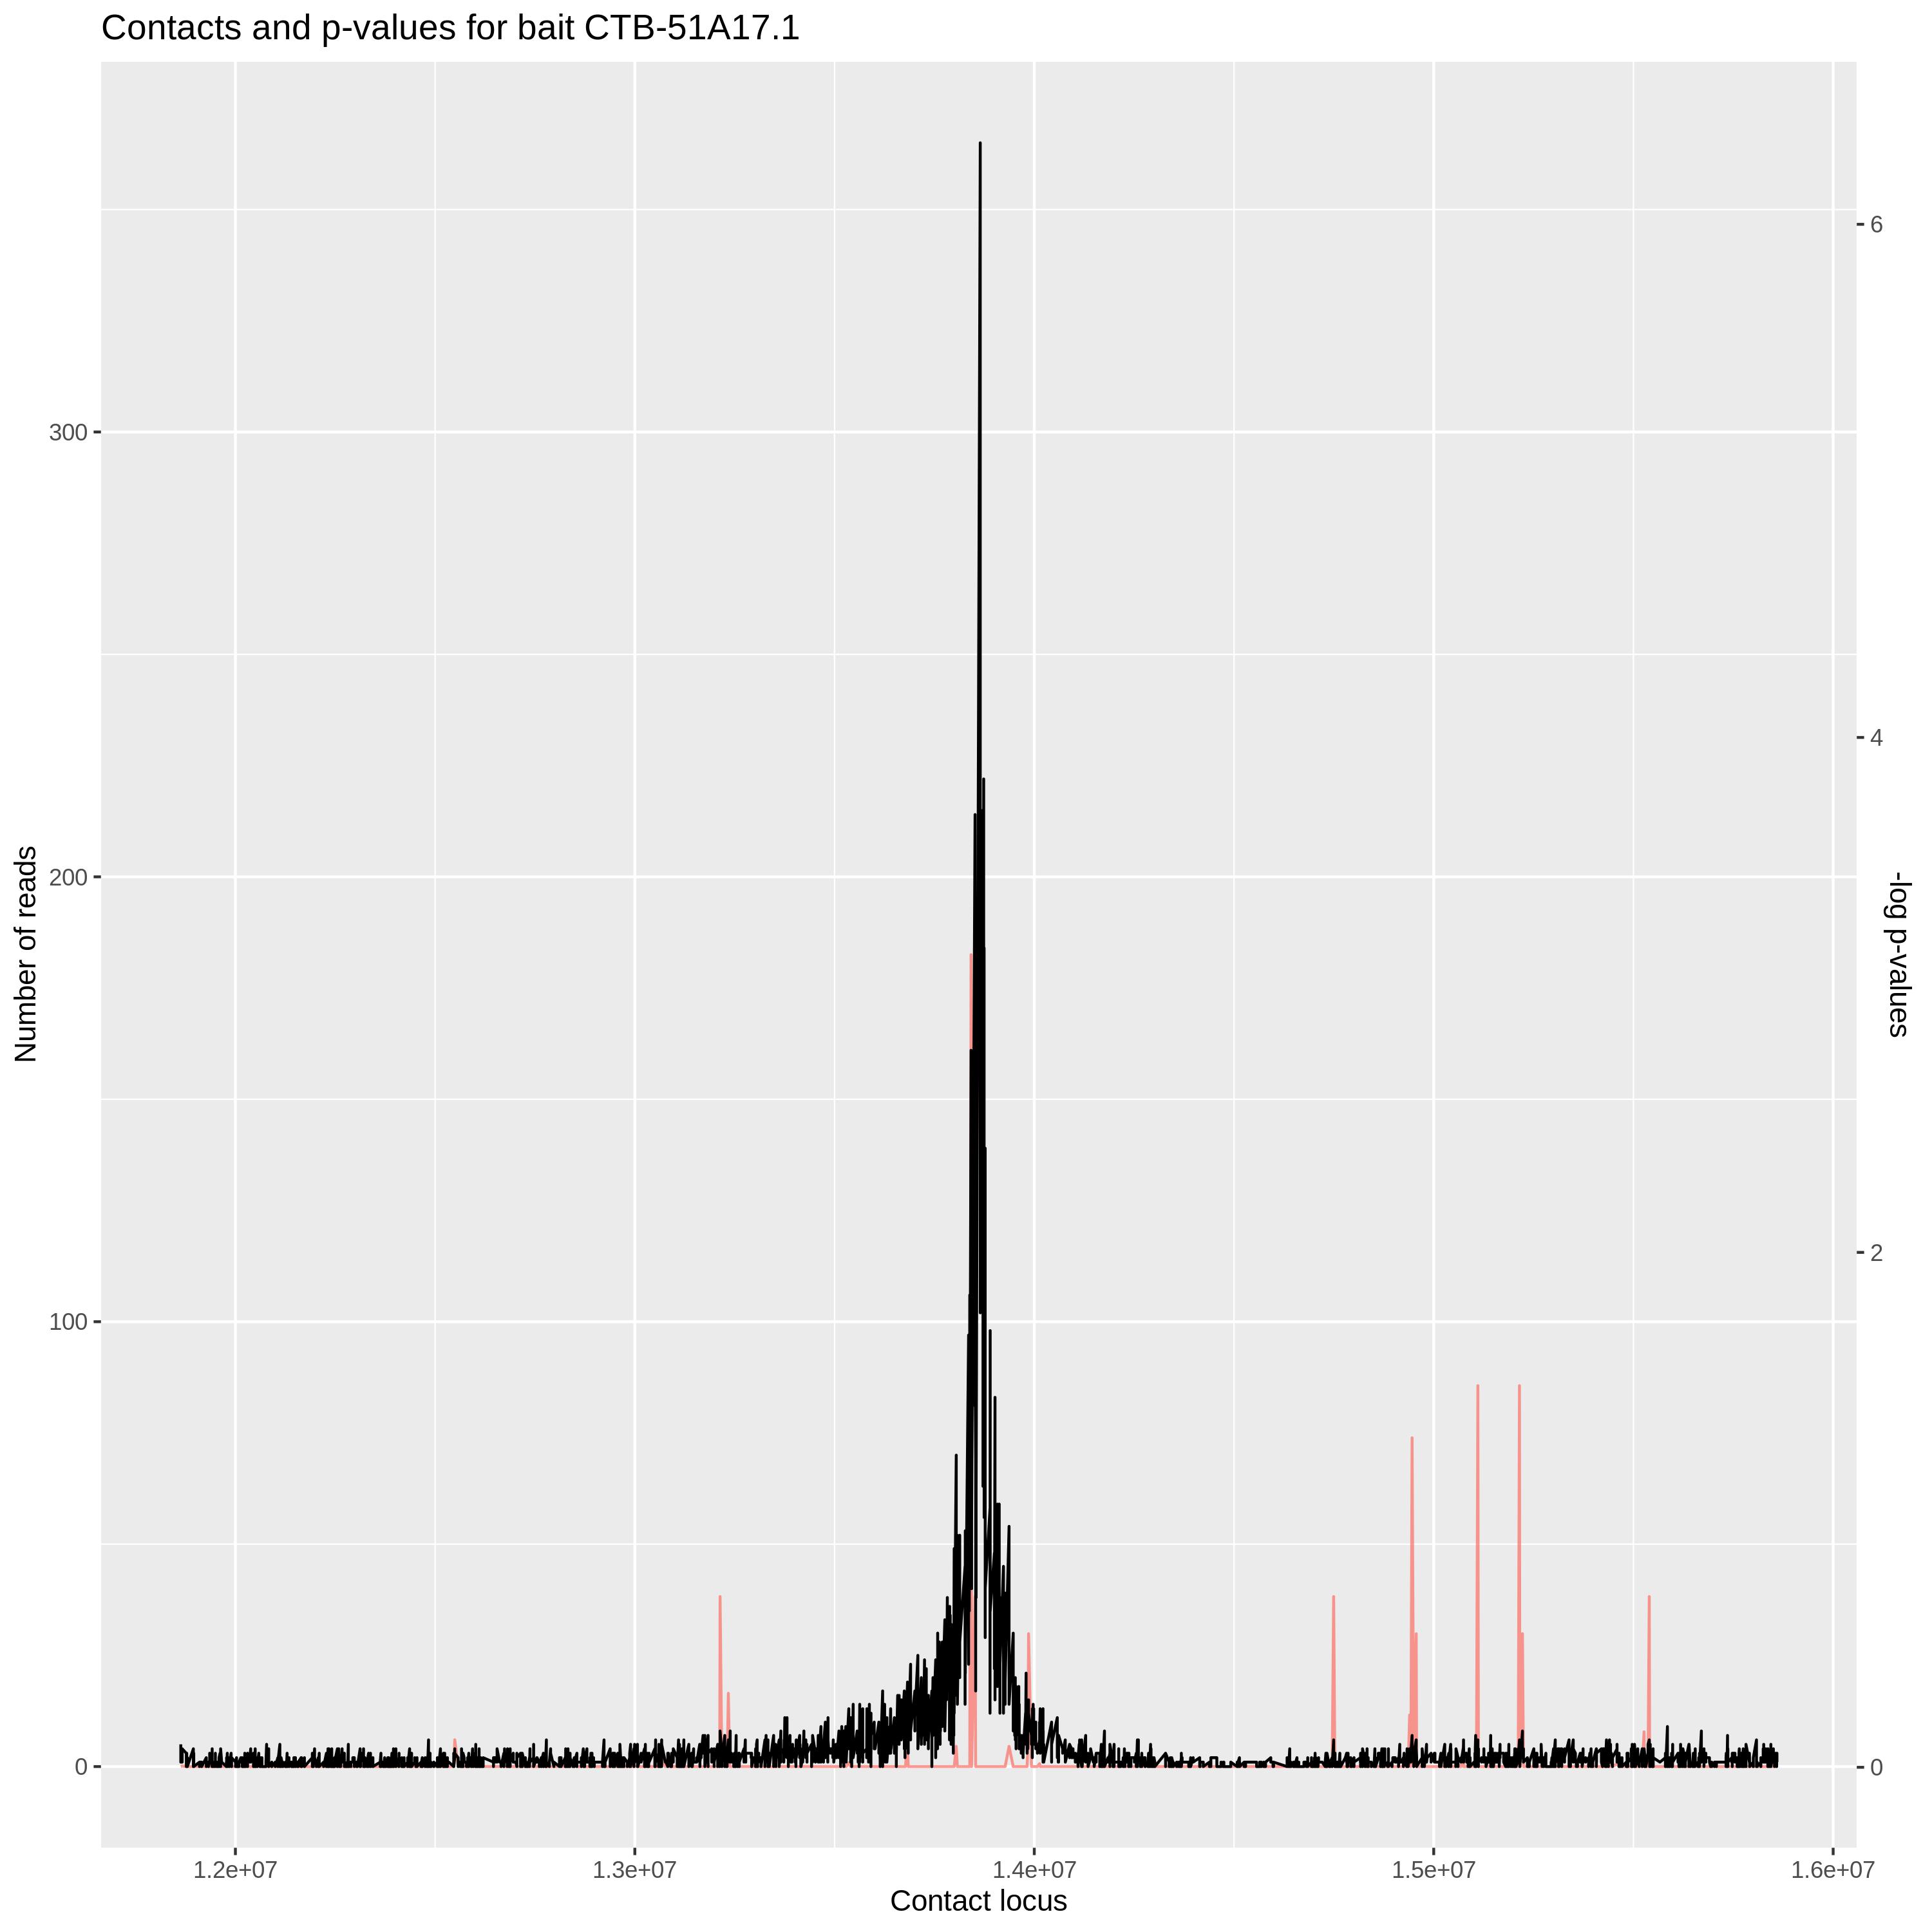 Contacts and p-values for bait CTB-51A17.1
Number of reads
300
200
100
0
6
4
2
0
-log p-values
1.2e+07 1.3e+07 1.4e+07 1.5e+07 1.6e+07
Contact locus